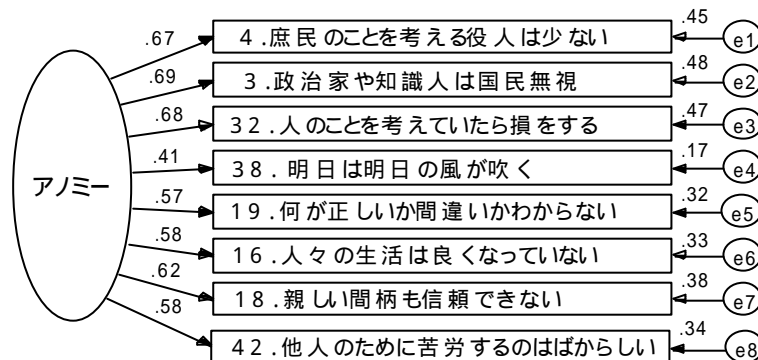 .67
４.庶民のことを考える役人は少ない
.45
e1
.69
３.政治家や知識人は国民無視
.48
e2
.68
３２.人のことを考えていたら損をする
.47
e3
アノミー
.41
３８.明日は明日の風が吹く
.17
e4
.57
１９.何が正しいか間違いかわからない
.32
e5
.58
１６.人々の生活は良くなっていない
.33
e6
.62
１８.親しい間柄も信頼できない
.38
e7
.58
４２.他人のために苦労するのはばからしい
.34
e8